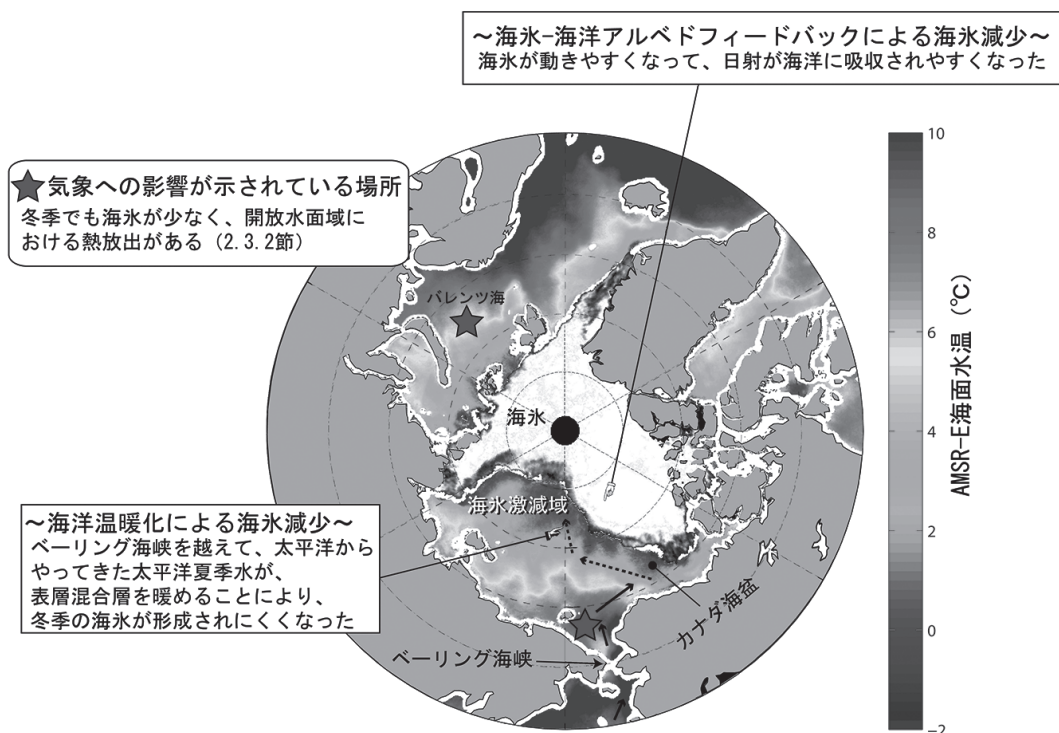 ～海氷-海洋アルベドフィードバックによる海氷減少～
海氷が動きやすくなって、日射が海洋に吸収されやすくなった
★気象への影響が示されている場所
冬季でも海氷が少なく、開放水面域に
おける熱放出がある（2.3.2節）
バレンツ海
海氷
海氷激減域
～海洋温暖化による海氷減少～
ベーリング海峡を越えて、太平洋から
やってきた太平洋夏季水が、
表層混合層を暖めることにより、
冬季の海氷が形成されにくくなった
カナダ海盆
ベーリング海峡
10
8
6
4
2
0
-2
AMSR-E海面水温（℃）